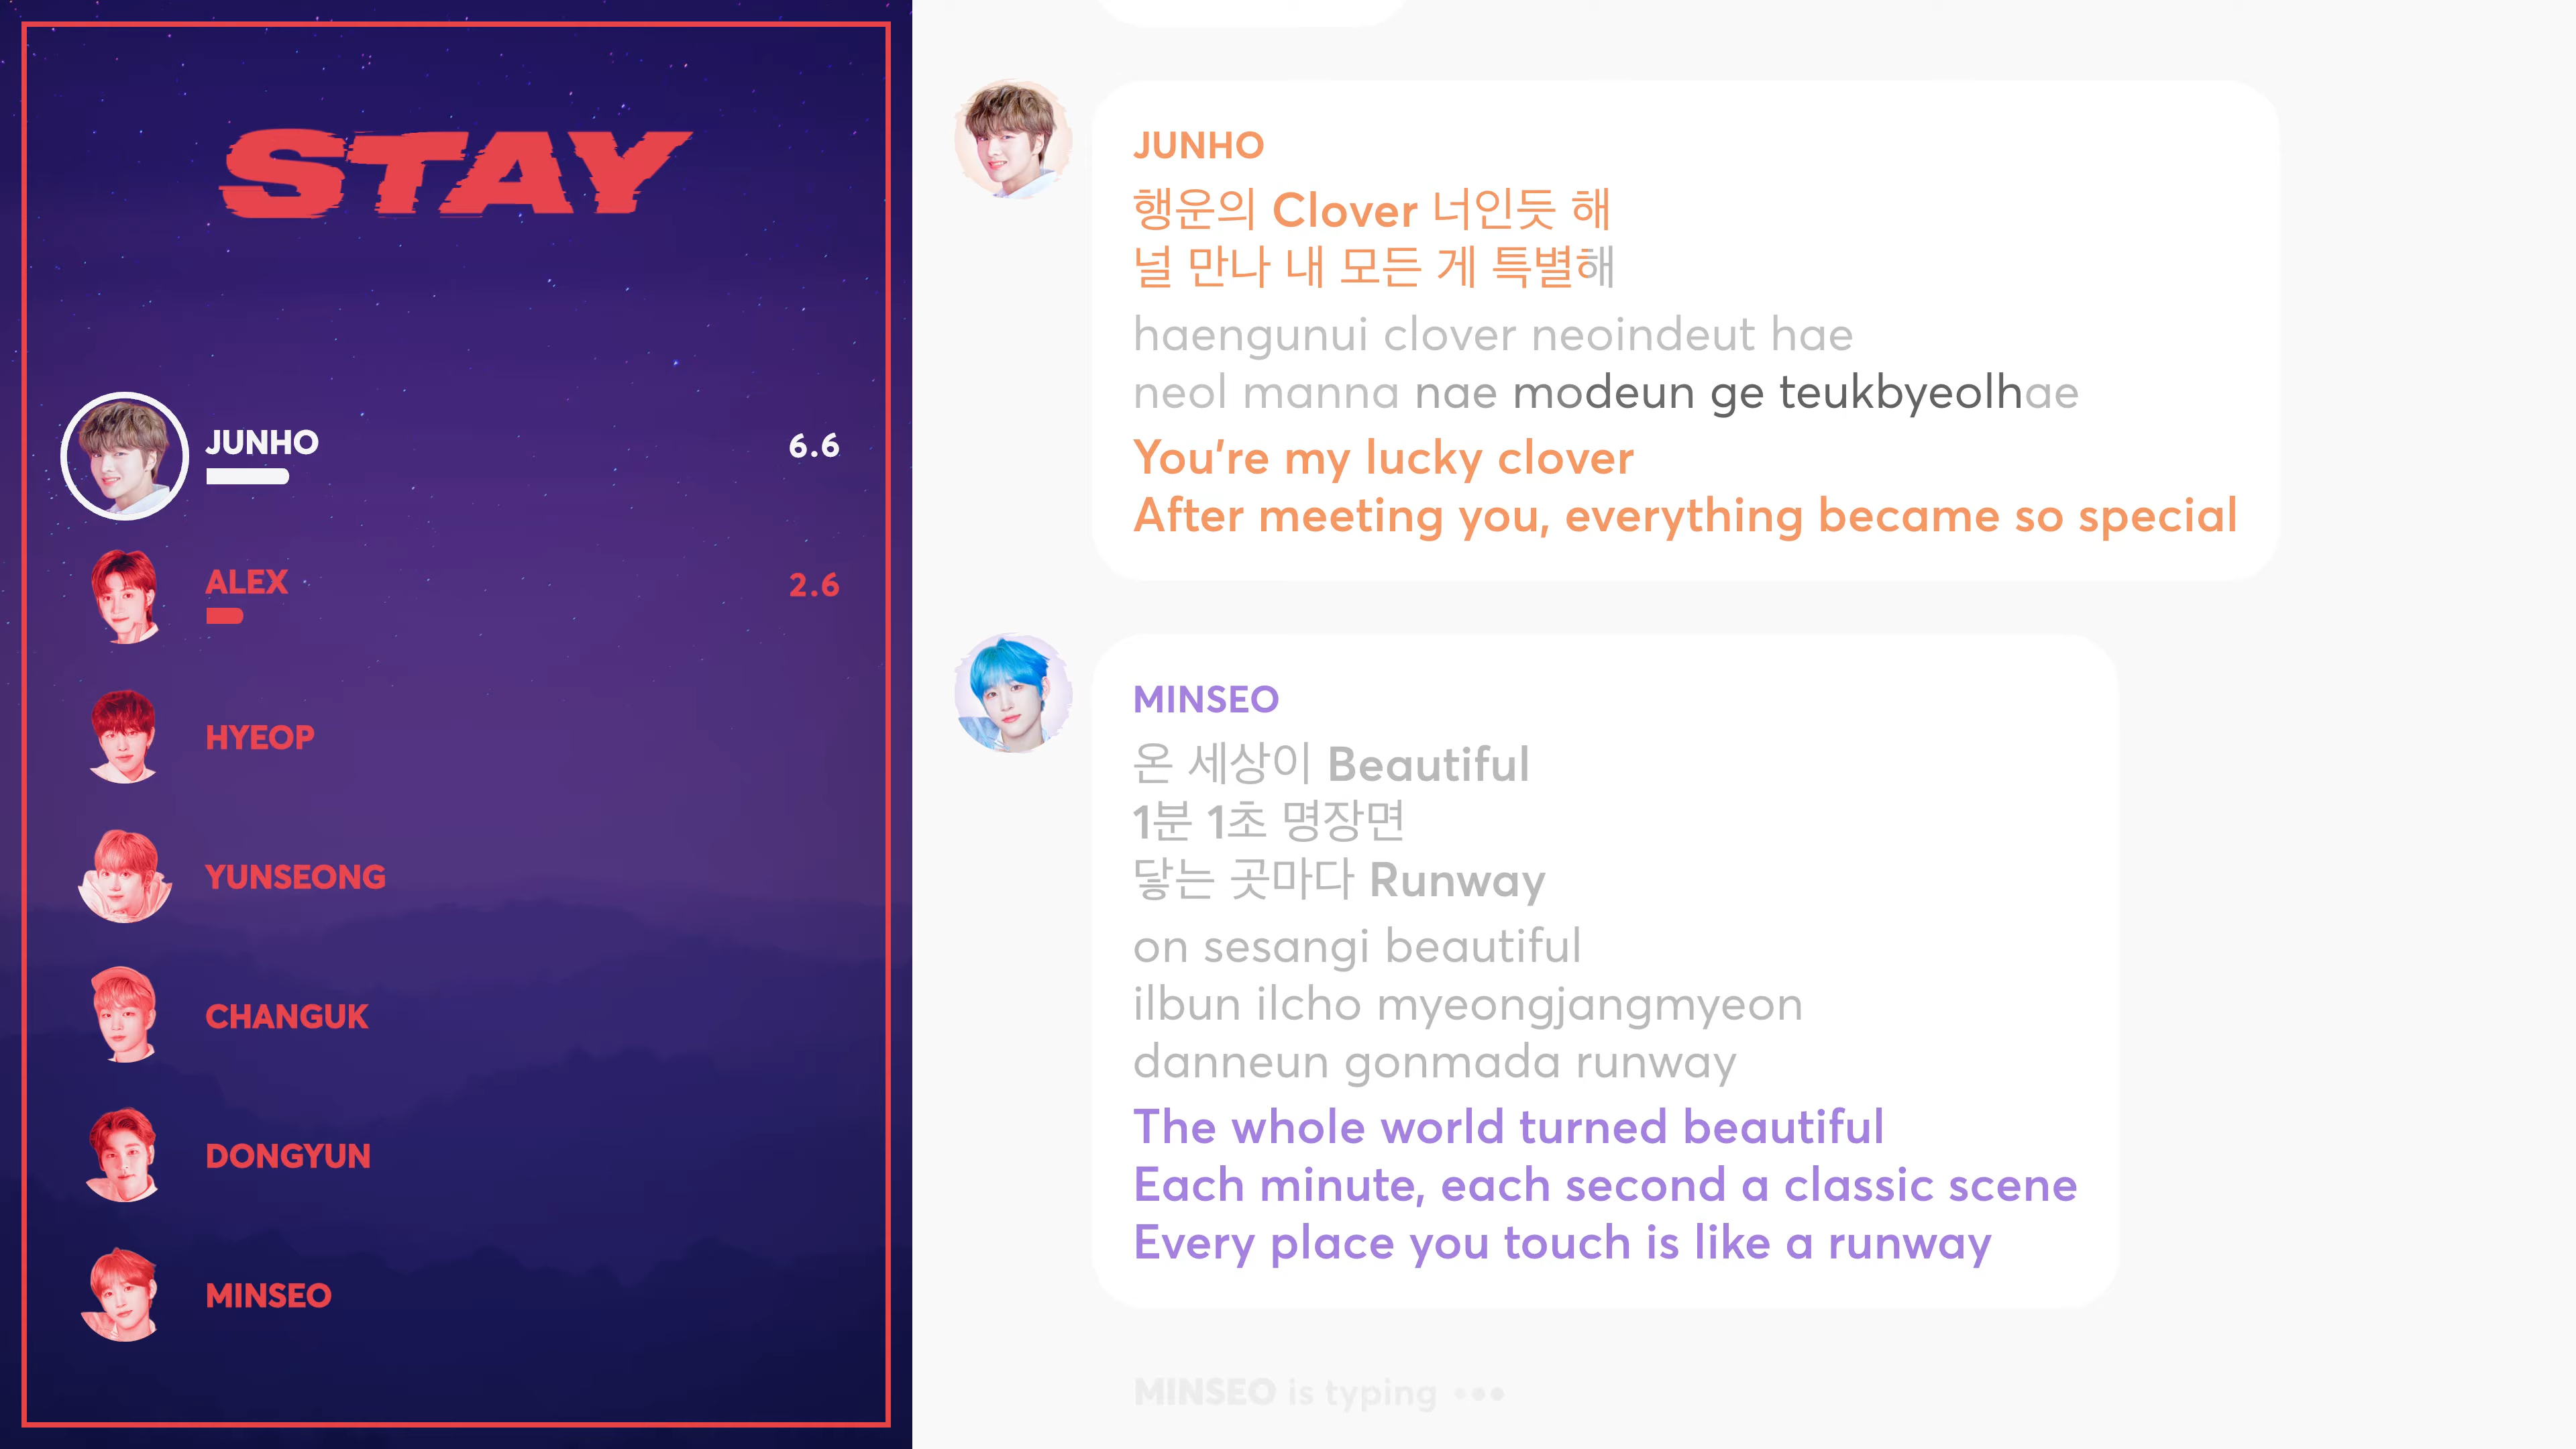 STAY
JUNHO
6.6
ALEX
2.6
HYEOP
YUNSEONG
CHANGUK
DONGYUN
MINSEO
JUNHO
행운의 Clover 너인듯 해
널 만나 내 모든 게 특별해
haengunui clover neoindeut hae
neol manna nae modeun ge teukbyeolhae
You're my lucky clover
After meeting you, everything became so special
MINSEO
온 세상이 Beautiful
1분 1초 명장면
닿는 곳마다 Runway
on sesangi beautiful
ilbun ilcho myeongjangmyeon
danneun gonmada runway
The whole world turned beautiful
Each minute, each second a classic scene
Every place you touch is like a runway
MINSEO is typing •••